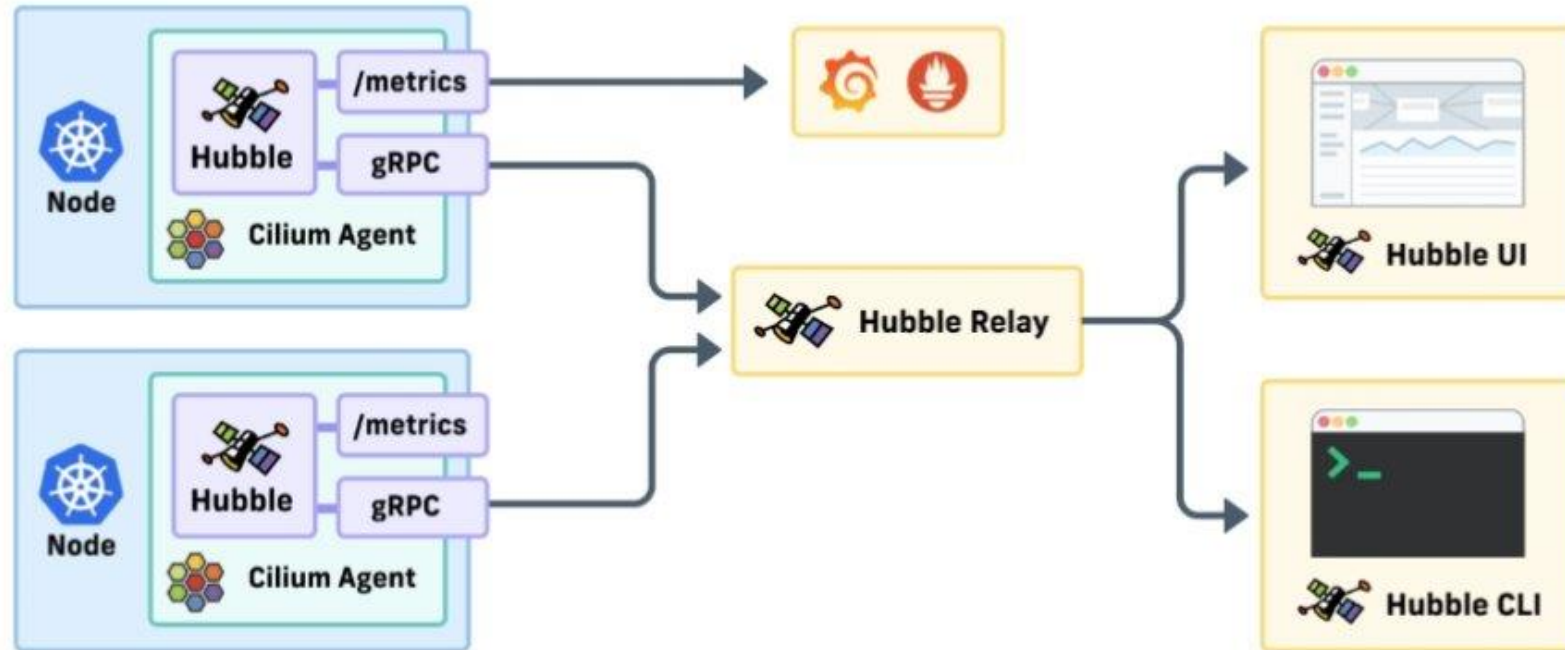 /metrics
Hubble
gRPC
Node
Cilium Agent
Hubble UI
Hubble Relay
/metrics
Hubble
gRPC
Node
Cilium Agent
Hubble CLI